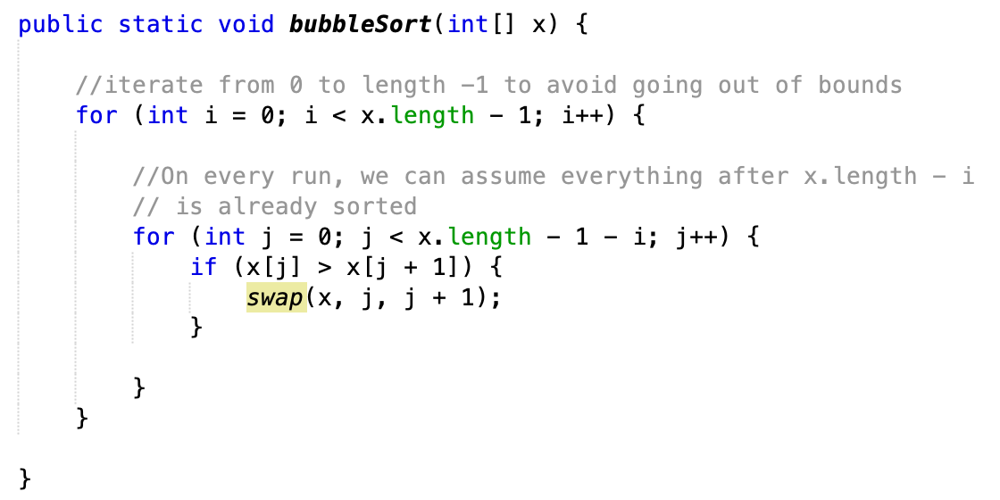 public static void bubbleSort(int[] x) {
//iterate from 0 to length -1 to avoid going out of bounds
for (int i = 0; i < x.length - 1; i++) {
//On every run, we can assume everything after x.length - i
// is already sorted
for (int j = 0; j < x.length - 1 - i; j++) {
if (x[j] > x[j + 1]) {
swap(x, j, j + 1);
}
}
}
}